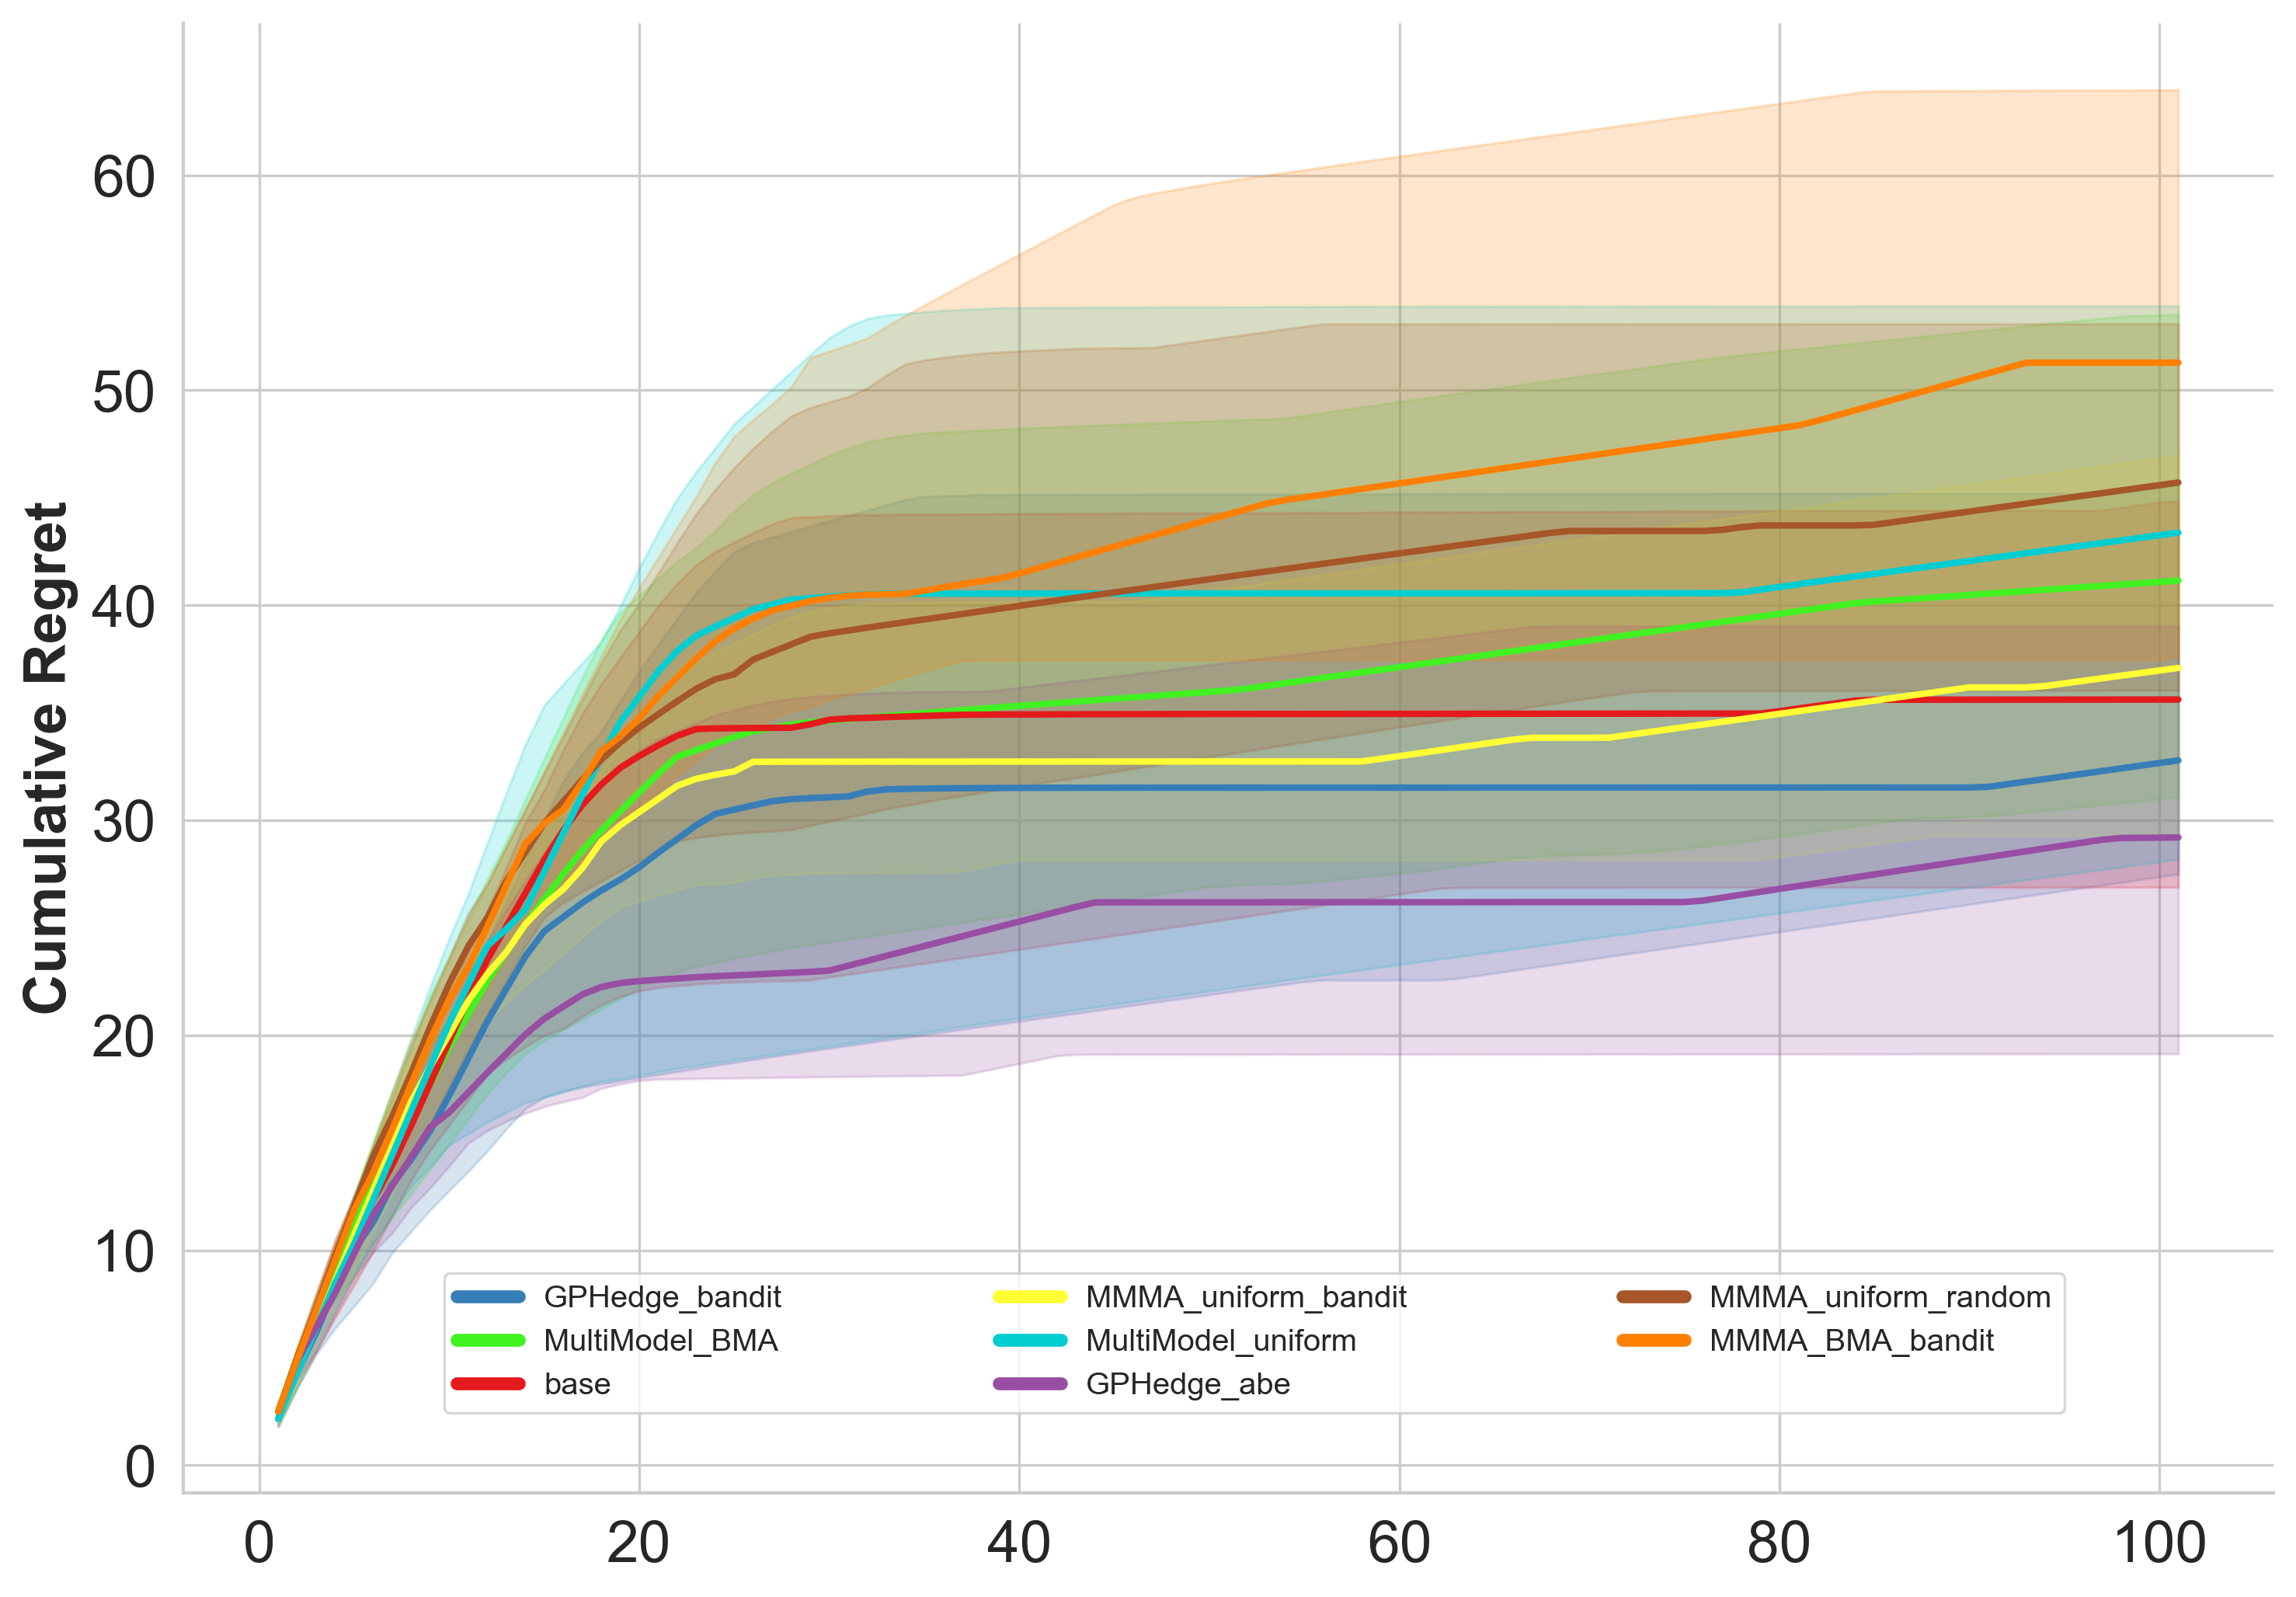 Cumulative Regret
60
50
40
30
20
10
0
0 20 40 60 80 100
GPHedge_bandit MMMA_uniform_bandit MMMA_uniform_random
MultiModel_BMA MultiModel_uniform MMMA_BMA_bandit
base GPHedge_abe